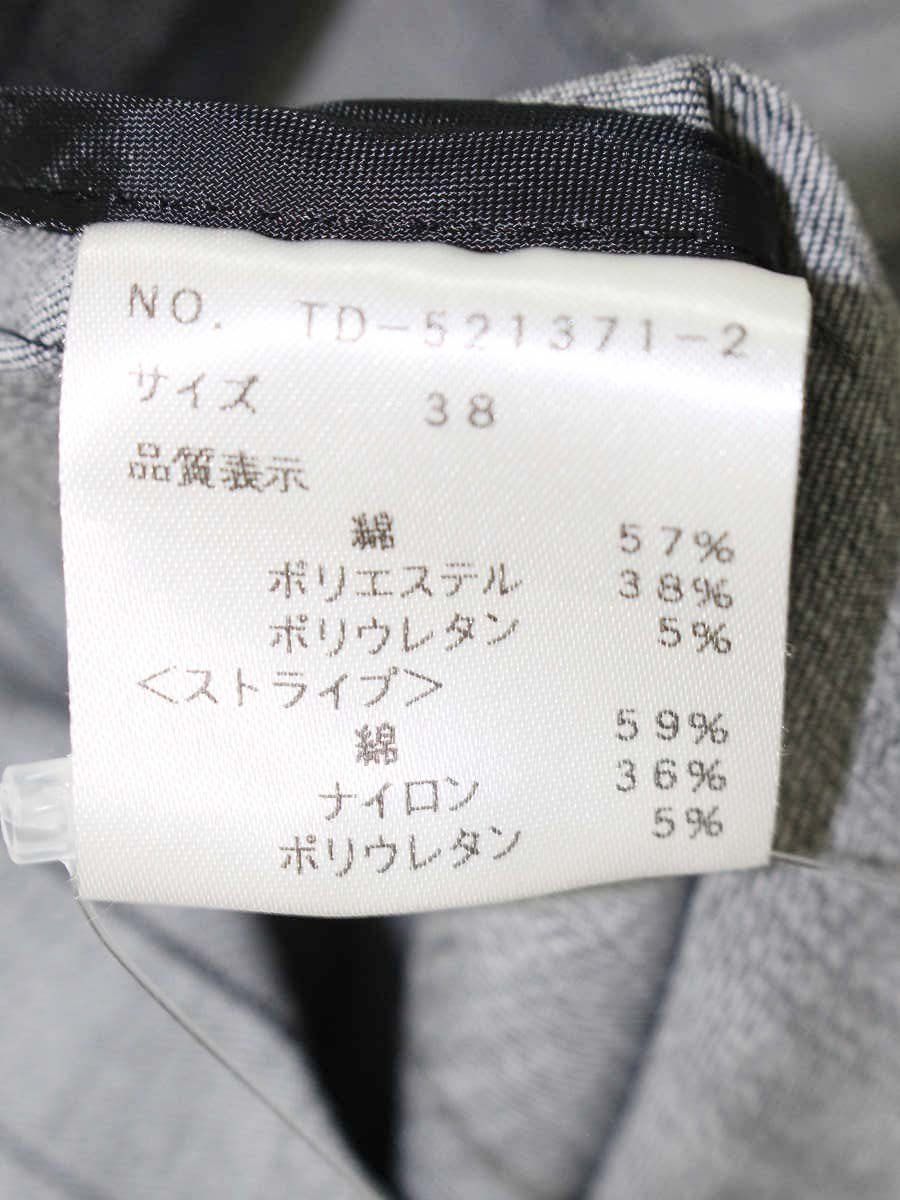 NO. TD-521371-2
サイズ 38
品質表示
綿 57%
ポリエステル 38%
ポリウレタン 5%
<ストライプ>
綿 59%
ナイロン 36%
ポリウレタン 5%